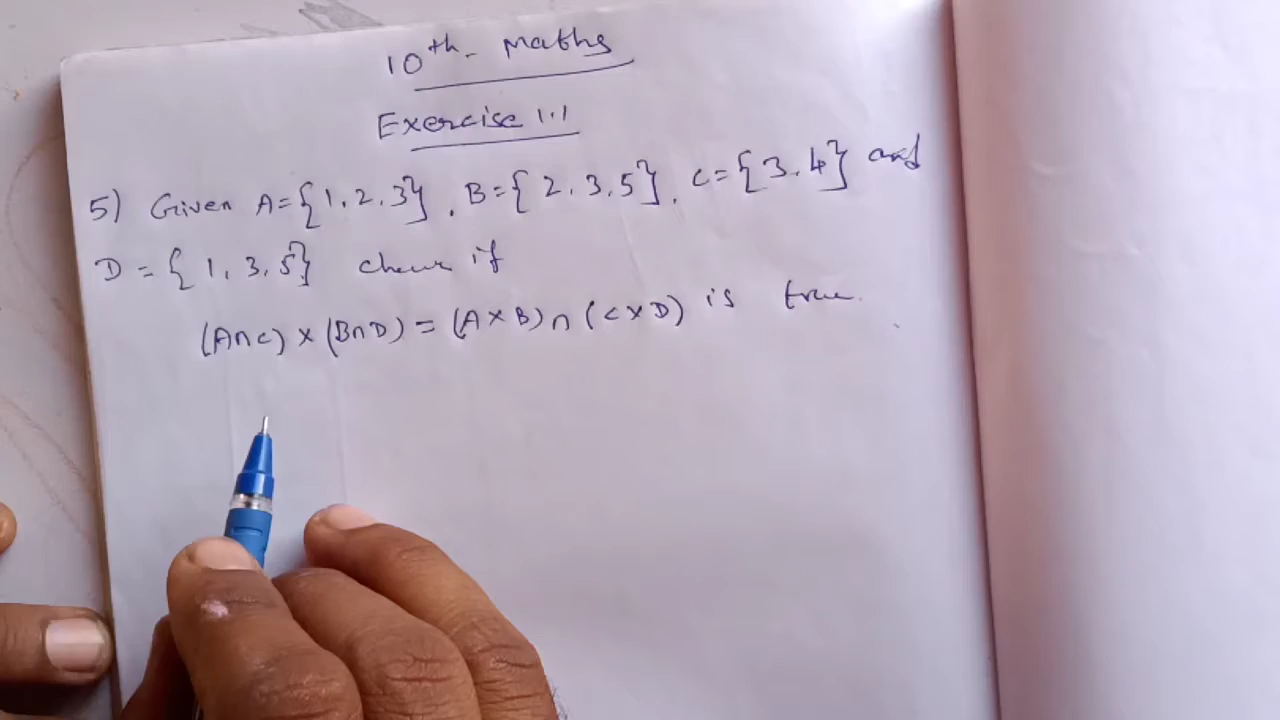 10th - Maths
Exercise 1.1
5) Given A = {1, 2, 3}, B = {2, 3, 5}, C = {3, 4} and
D = {1, 3, 5} if
(A∩C) × (B∩D) = (A × B) ∩ (C × D) is true.